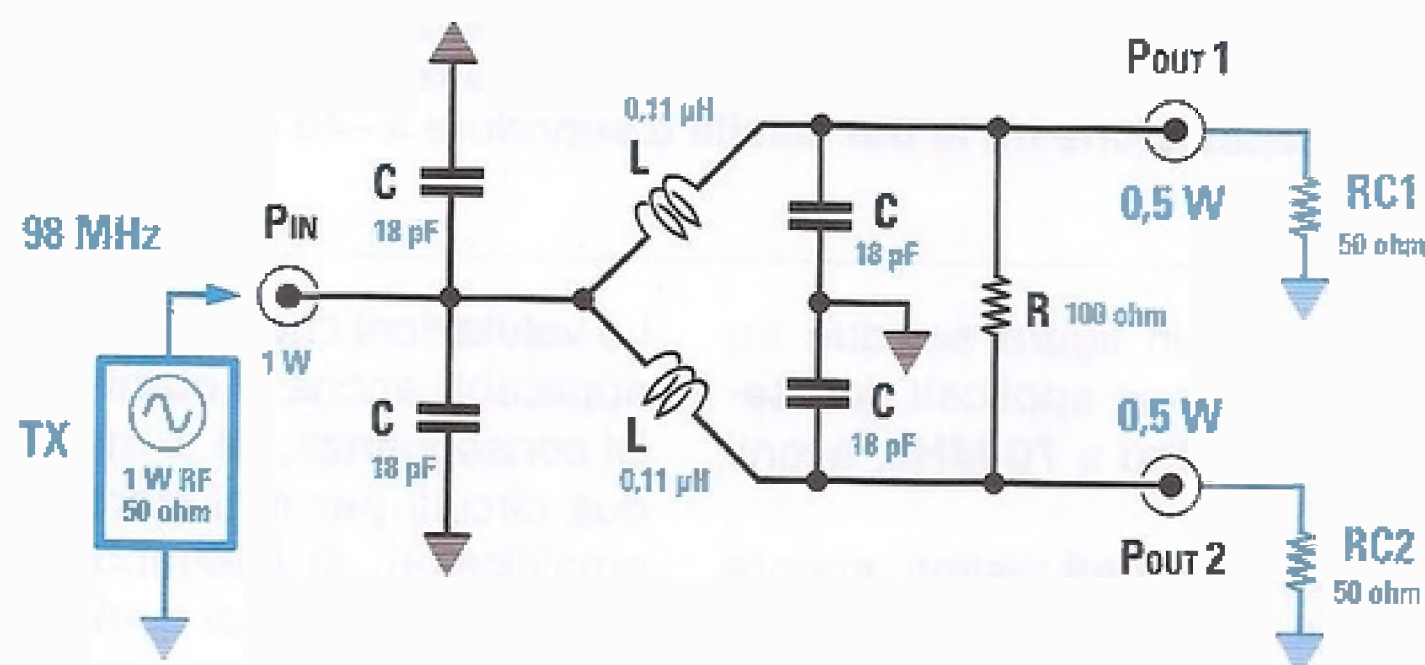 POUT 1
0,11 µH
L
C
18 pF
C
18 pF
0,5 W
RC1
50 ohm
98 MHz
PIN
1 W
R 100 ohm
TX
1 W RF
50 ohm
C
18 pF
L
0,11 µH
C
18 pF
0,5 W
POUT 2
RC2
50 ohm